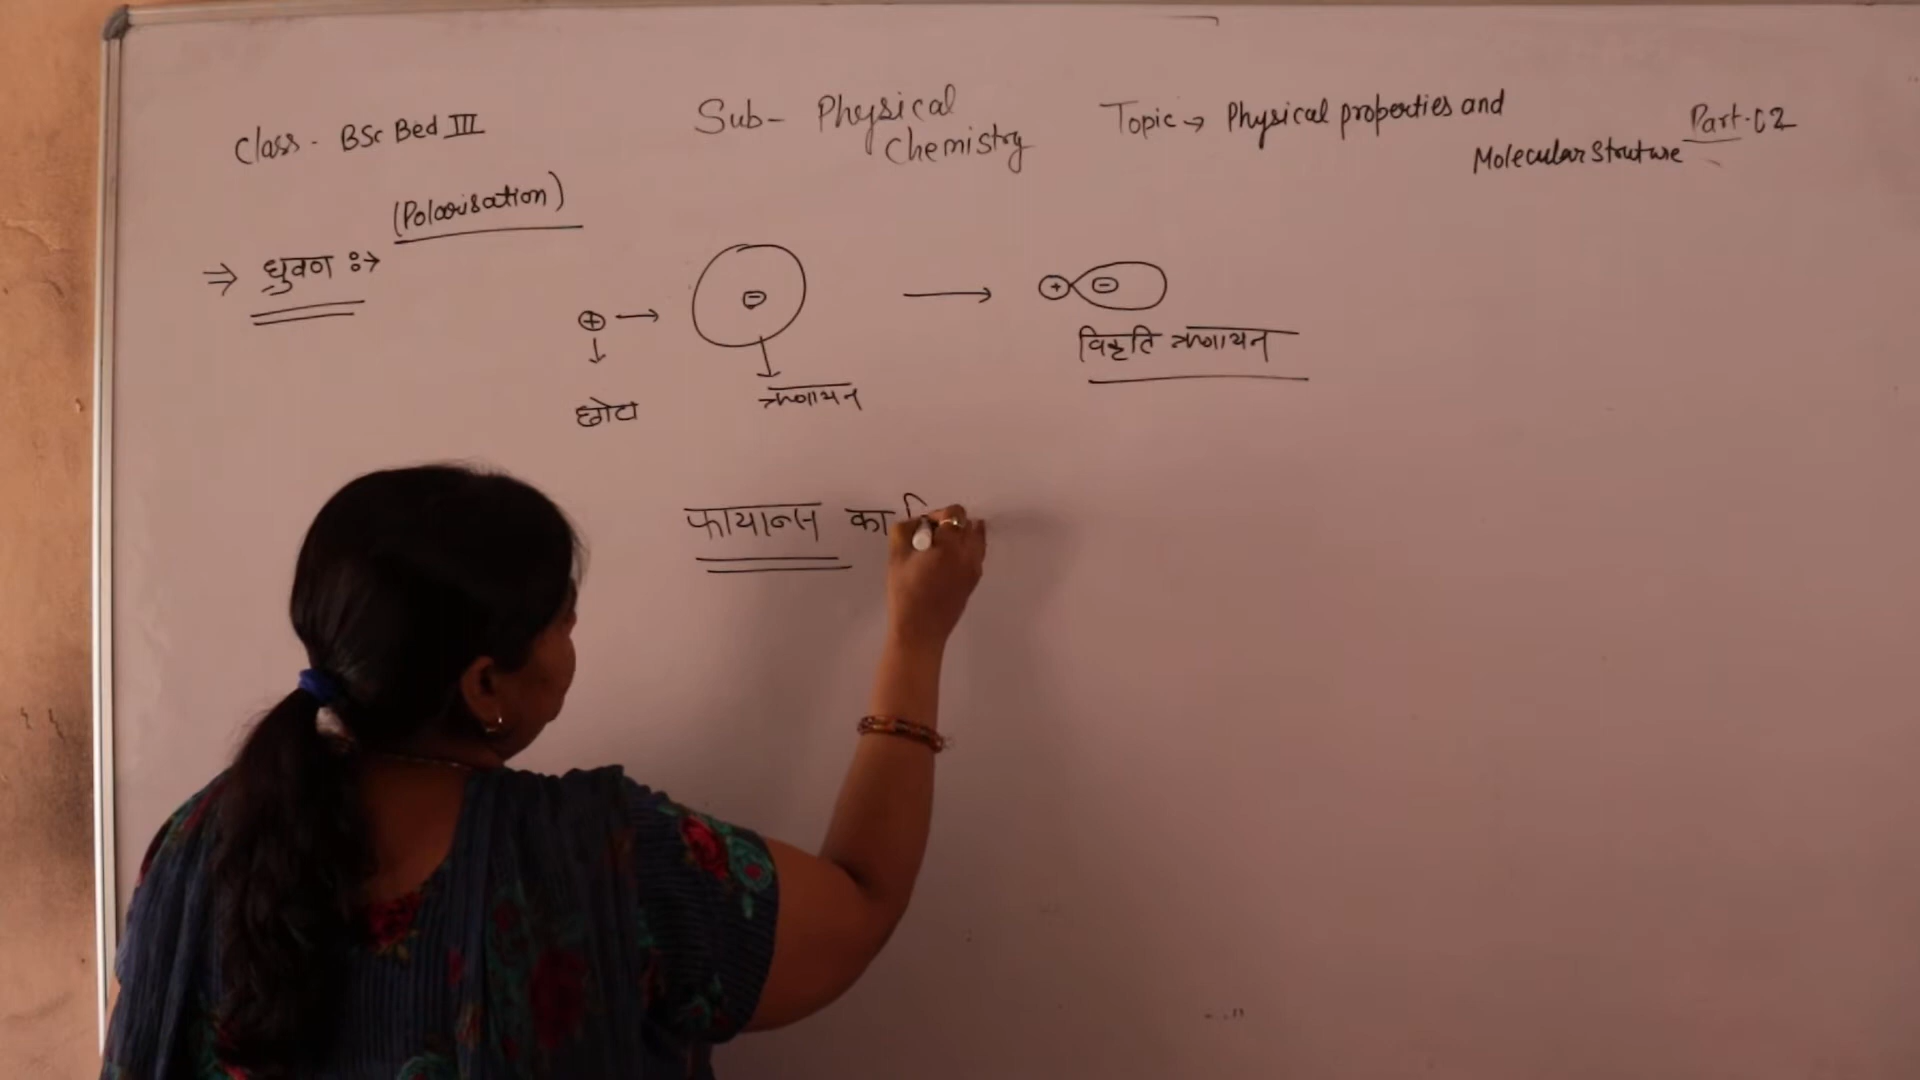 Class - BSc Bed III
Sub - Physical
Chemistry
Topic → Physical properties and
Molecular Struture
Part-02
(Polarisation)
⇒ ध्रुवण :→
⊕ →
⊖
→
+
⊖
↓
छोटा
↓
ऋणायन
विकृति ऋणायन
फायान्स का